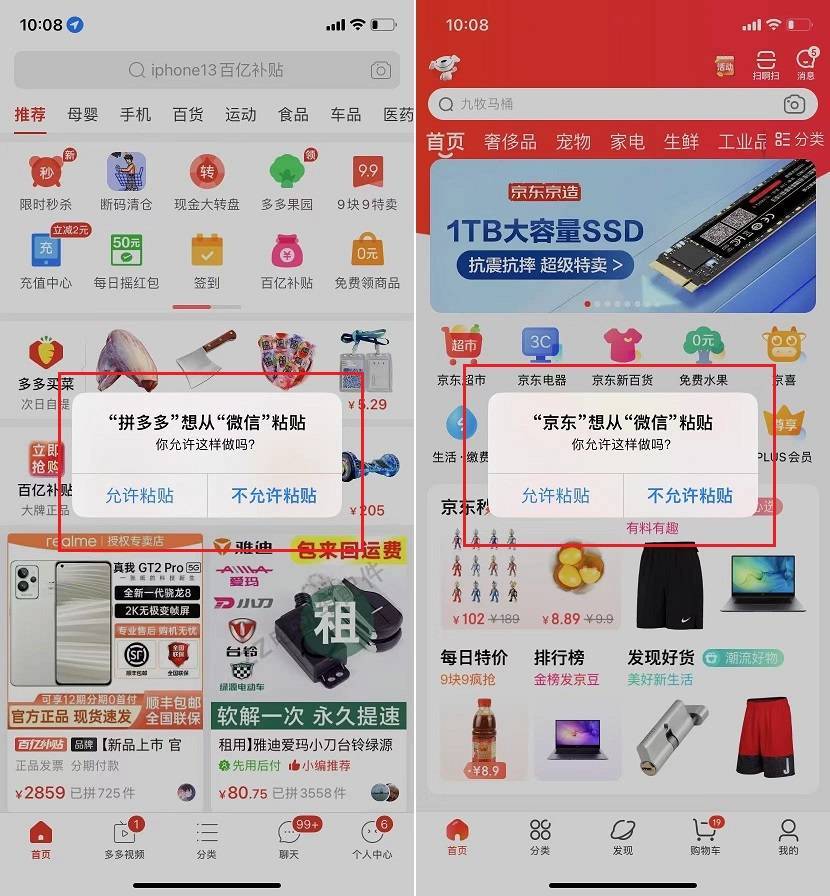 10:08
iphone13百亿补贴
推荐 母婴 手机 百货 运动 食品 车品 医药
秒 新 转 领 9.9
限时秒杀 断码清仓 现金大转盘 多多果园 9块9特卖
立减2元
充 50元 ¥ 0元
充值中心 每日摇红包 签到 百亿补贴 免费领商品
多多买菜
次日自提
¥5.29
“拼多多”想从“微信”粘贴
你允许这样做吗?
允许粘贴 不允许粘贴
立即
抢购
百亿补贴
大牌正品
¥205
realme | 授权专卖店
真我 GT2 Pro 5G
一张纸的科技新生
全新一代骁龙8
2K无极变帧屏
专业售后 购机无忧
SF
顺丰包邮
全国联保
可享12期分期0首付
官方正品 现货速发
顺丰包邮
全国联保
百亿补贴 品牌 【新品上市 官
正品发票 分期付款
¥2859 已拼725件
雅迪
包来回运费
爱玛
小刀
台铃
绿源电动车
租
软解一次 永久提速
租用】雅迪爱玛小刀台铃绿源
先用后付 小编推荐
¥80.75 已拼3558件
1 99+ 6
首页 多多视频 分类 聊天 个人中心
10:08
活动 扫啊扫 消息 5
九牧马桶
首页 奢侈品 宠物 家电 生鲜 工业品 分类
京东京造
1TB大容量SSD
抗震抗摔 超级特卖 >
超市 3C 0元
京东超市 京东电器 京东新百货 免费水果 京喜
尊享
生活·缴费
PLUS会员
“京东”想从“微信”粘贴
你允许这样做吗?
允许粘贴 不允许粘贴
京东秒
心选
有料有趣
¥102 ¥189 ¥8.89 ¥9.9
每日特价 排行榜 发现好货 潮流好物
9块9疯抢 金榜发京豆 美好新生活
¥8.9
19
首页 分类 发现 购物车 我的